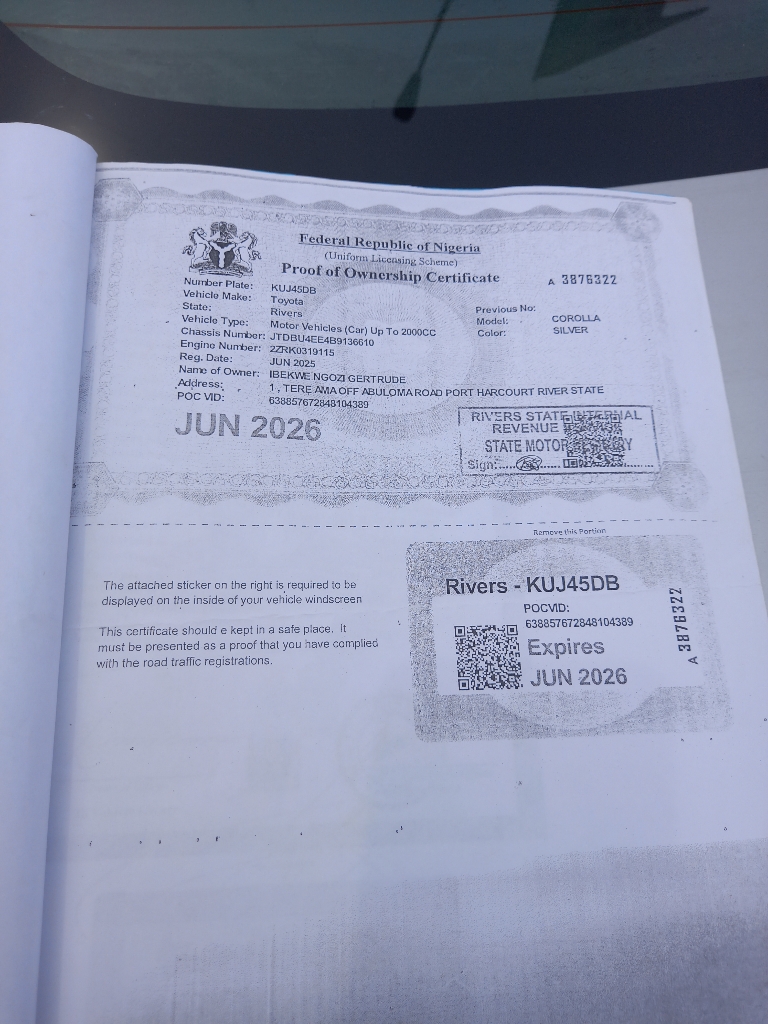 Federal Republic of Nigeria
(Uniform Licensing Scheme)
Proof of Ownership Certificate
A 3876322
Number Plate: KUJ45DB
Vehicle Make: Toyota
Previous No:
State: Rivers
Model: COROLLA
Vehicle Type: Motor Vehicles (Car) Up To 2000CC
Color: SILVER
Chassis Number: JTDBU4EE4B9136610
Engine Number: 2ZRK0319115
Reg. Date: JUN 2025
Name of Owner: IBEKWE NGOZI GERTRUDE
Address: 1 , TERE AMA OFF ABULOMA ROAD PORT HARCOURT RIVER STATE
POC VID: 638857672848104389
JUN 2026
RIVERS STATE INTERNAL
REVENUE
STATE MOTOR
Sign:
Remove this Portion
The attached sticker on the right is required to be
displayed on the inside of your vehicle windscreen
This certificate should e kept in a safe place. It
must be presented as a proof that you have complied
with the road traffic registrations.
Rivers - KUJ45DB
POCVID:
638857672848104389
Expires
JUN 2026
A 3876322